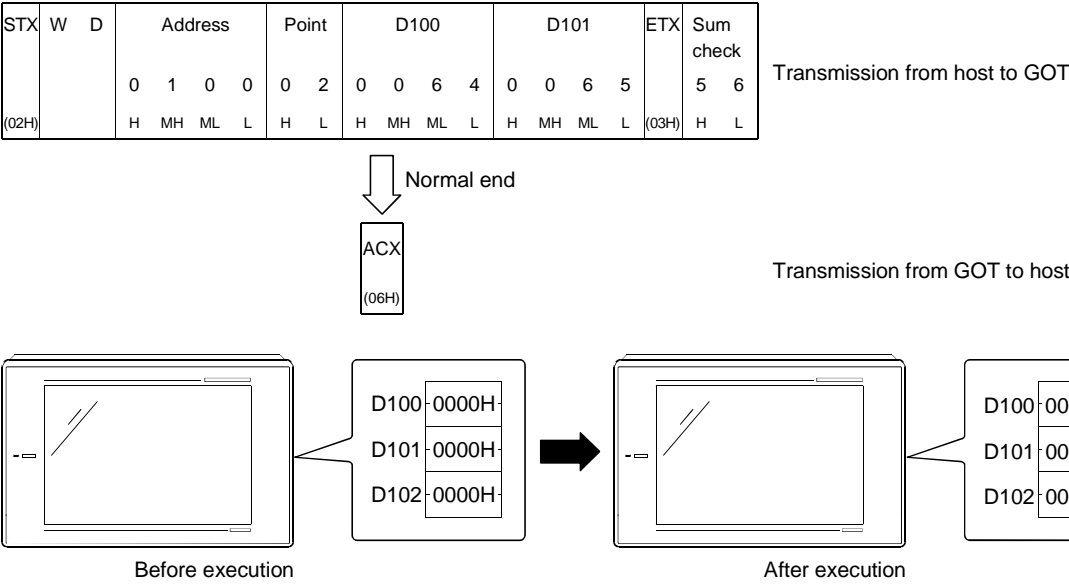 STX W D Address Point D100 D101 ETX Sum
check
0 1 0 0 0 2 0 0 6 4 0 0 6 5 5 6
(02H) H MH ML L H L H MH ML L H MH ML L (03H) H L
Transmission from host to GOT
Normal end
ACX
(06H)
Transmission from GOT to host
D100 0000H
D101 0000H
D102 0000H
D100 00
D101 00
D102 00
Before execution
After execution